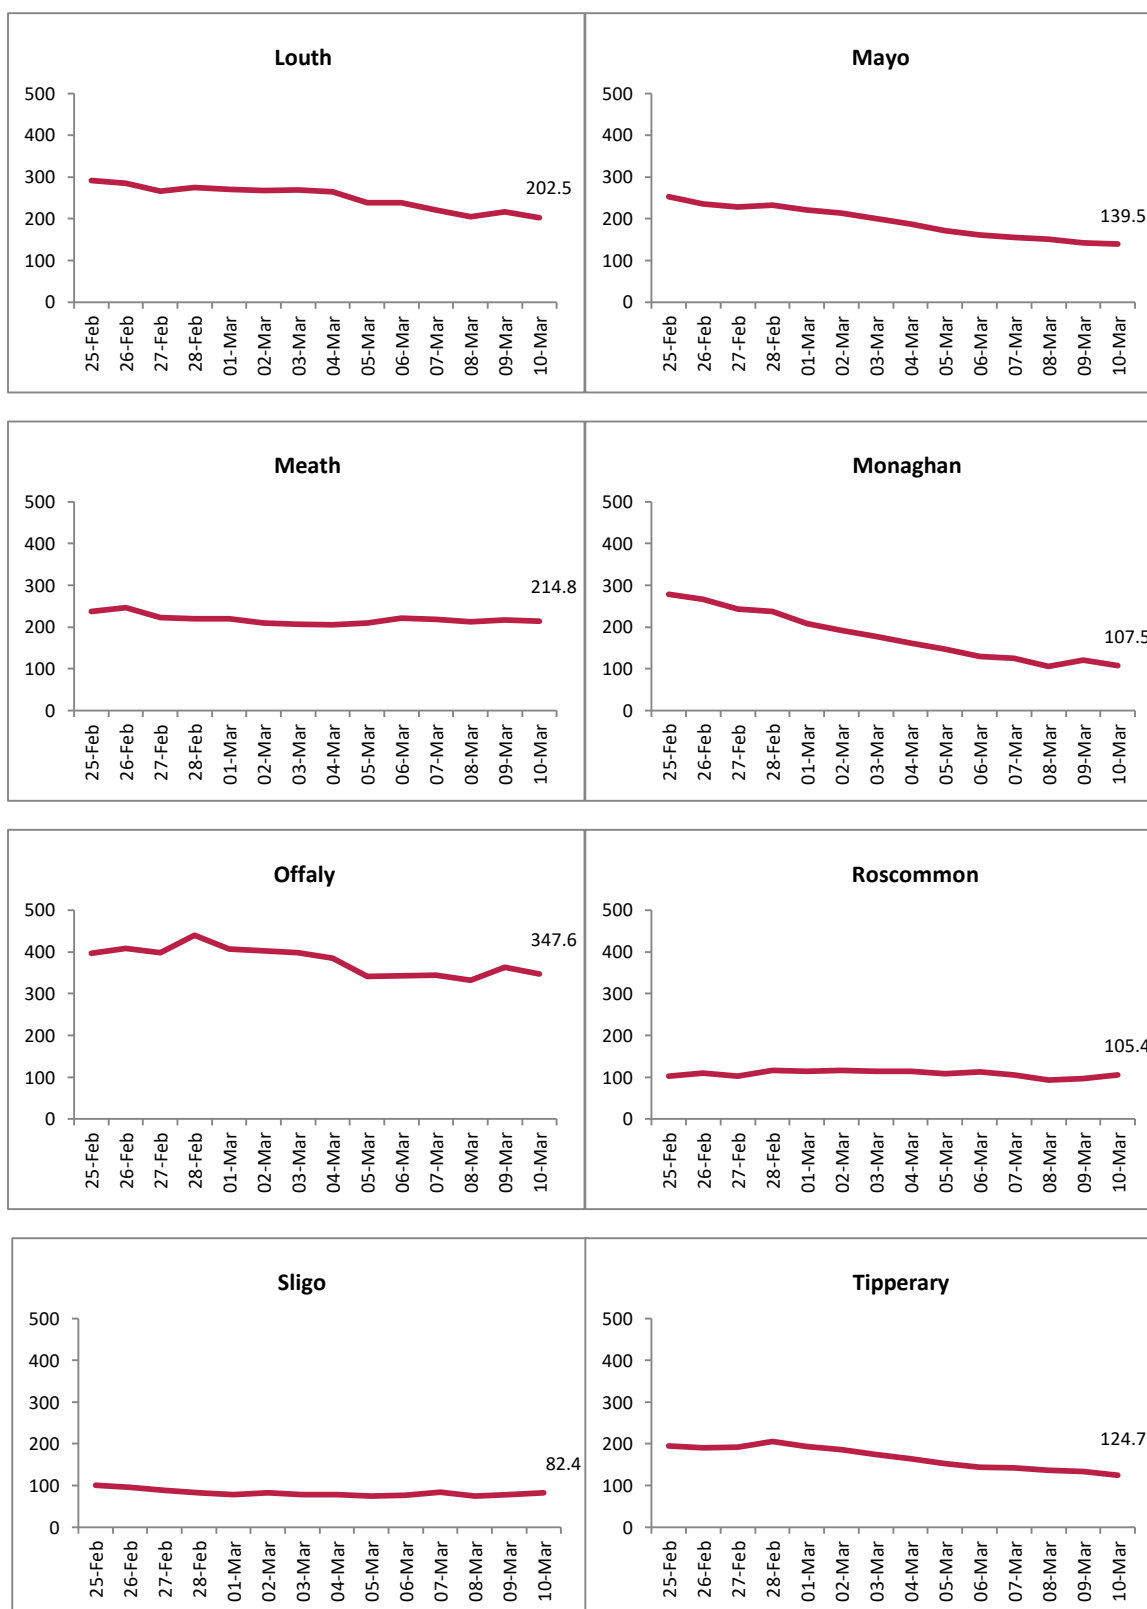 Louth
500
400
300
200
100
0
202.5
25-Feb
26-Feb
27-Feb
28-Feb
01-Mar
02-Mar
03-Mar
04-Mar
05-Mar
06-Mar
07-Mar
08-Mar
09-Mar
10-Mar
Mayo
500
400
300
200
100
0
139.5
25-Feb
26-Feb
27-Feb
28-Feb
01-Mar
02-Mar
03-Mar
04-Mar
05-Mar
06-Mar
07-Mar
08-Mar
09-Mar
10-Mar
Meath
500
400
300
200
100
0
214.8
25-Feb
26-Feb
27-Feb
28-Feb
01-Mar
02-Mar
03-Mar
04-Mar
05-Mar
06-Mar
07-Mar
08-Mar
09-Mar
10-Mar
Monaghan
500
400
300
200
100
0
107.5
25-Feb
26-Feb
27-Feb
28-Feb
01-Mar
02-Mar
03-Mar
04-Mar
05-Mar
06-Mar
07-Mar
08-Mar
09-Mar
10-Mar
Offaly
500
400
300
200
100
0
347.6
25-Feb
26-Feb
27-Feb
28-Feb
01-Mar
02-Mar
03-Mar
04-Mar
05-Mar
06-Mar
07-Mar
08-Mar
09-Mar
10-Mar
Roscommon
500
400
300
200
100
0
105.4
25-Feb
26-Feb
27-Feb
28-Feb
01-Mar
02-Mar
03-Mar
04-Mar
05-Mar
06-Mar
07-Mar
08-Mar
09-Mar
10-Mar
Sligo
500
400
300
200
100
0
82.4
25-Feb
26-Feb
27-Feb
28-Feb
01-Mar
02-Mar
03-Mar
04-Mar
05-Mar
06-Mar
07-Mar
08-Mar
09-Mar
10-Mar
Tipperary
500
400
300
200
100
0
124.7
25-Feb
26-Feb
27-Feb
28-Feb
01-Mar
02-Mar
03-Mar
04-Mar
05-Mar
06-Mar
07-Mar
08-Mar
09-Mar
10-Mar